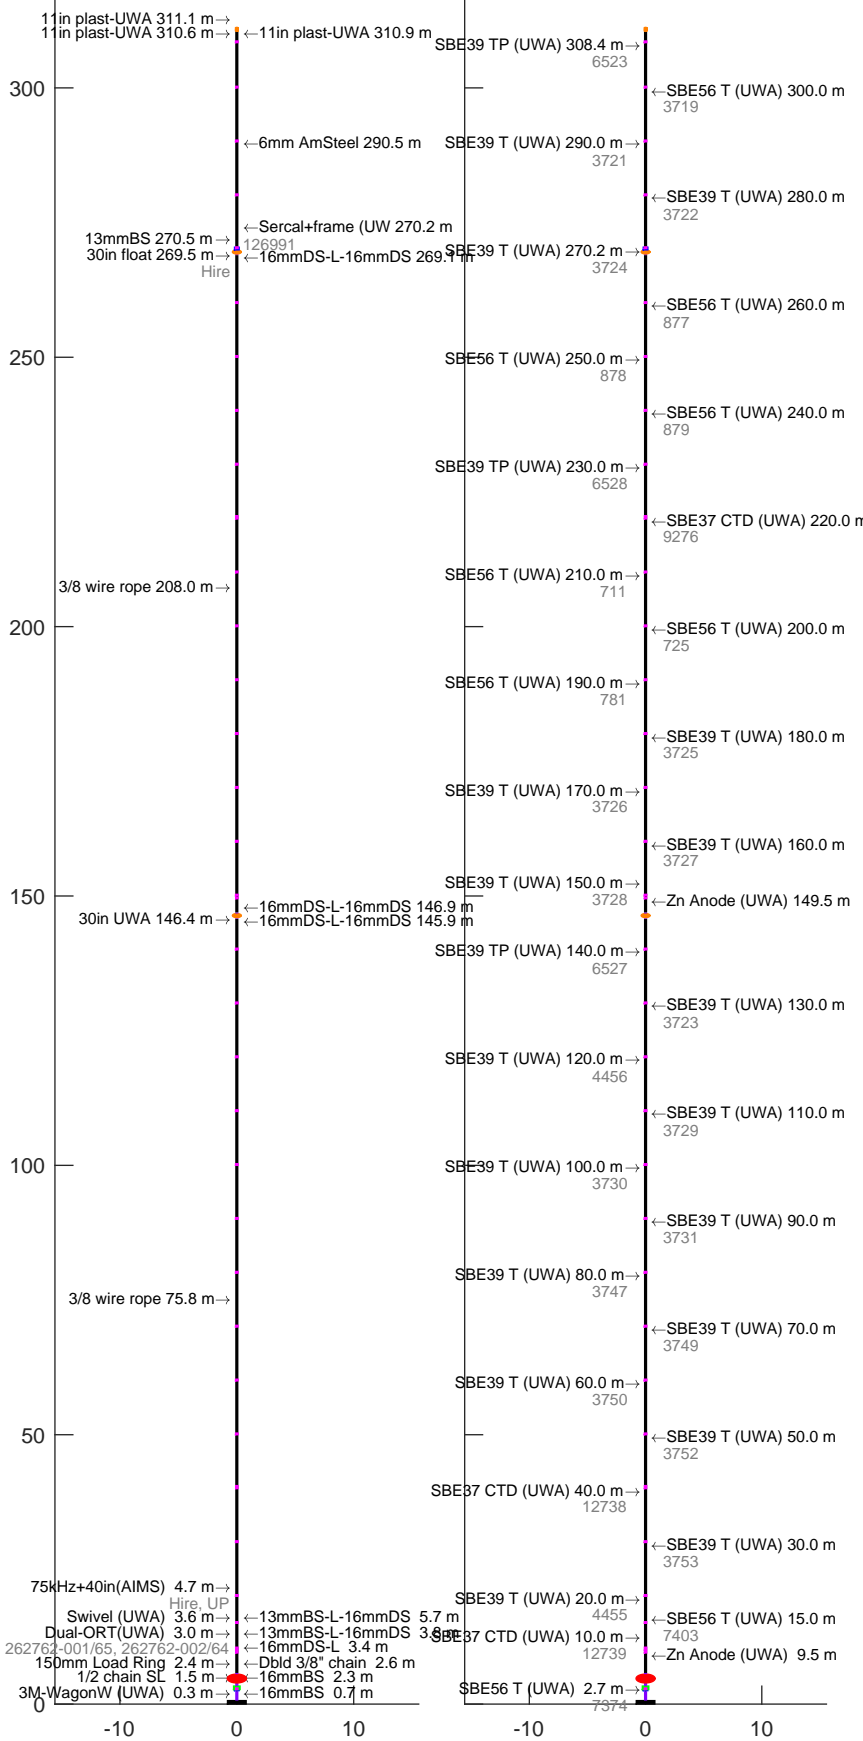 11in plast-UWA 311.1 m→
11in plast-UWA 310.6 m→
←11in plast-UWA 310.9 m
300
←6mm AmSteel 290.5 m
←Sercal+frame (UW 270.2 m
126991
13mmBS 270.5 m→
30in float 269.5 m→
Hire
←16mmDS-L-16mmDS 269.1 m
250
3/8 wire rope 208.0 m→
200
150
←16mmDS-L-16mmDS 146.9 m
30in UWA 146.4 m→
←16mmDS-L-16mmDS 145.9 m
100
3/8 wire rope 75.8 m→
50
75kHz+40in(AIMS) 4.7 m→
Hire, UP
Swivel (UWA) 3.6 m→
←13mmBS-L-16mmDS 5.7 m
Dual-ORT(UWA) 3.0 m→
←13mmBS-L-16mmDS 3.8 m
262762-001/65, 262762-002/64
←16mmDS-L 3.4 m
150mm Load Ring 2.4 m→
←Dbld 3/8" chain 2.6 m
1/2 chain SL 1.5 m→
←16mmBS 2.3 m
3M-WagonW (UWA) 0.3 m→
←16mmBS 0.7 m
0
-10 0 10
SBE39 TP (UWA) 308.4 m→
6523
←SBE56 T (UWA) 300.0 m
3719
SBE39 T (UWA) 290.0 m→
3721
←SBE39 T (UWA) 280.0 m
3722
SBE39 T (UWA) 270.2 m→
3724
←SBE56 T (UWA) 260.0 m
877
SBE56 T (UWA) 250.0 m→
878
←SBE56 T (UWA) 240.0 m
879
SBE39 TP (UWA) 230.0 m→
6528
←SBE37 CTD (UWA) 220.0 m
9276
SBE56 T (UWA) 210.0 m→
711
←SBE56 T (UWA) 200.0 m
725
SBE56 T (UWA) 190.0 m→
781
←SBE39 T (UWA) 180.0 m
3725
SBE39 T (UWA) 170.0 m→
3726
←SBE39 T (UWA) 160.0 m
3727
SBE39 T (UWA) 150.0 m→
3728
←Zn Anode (UWA) 149.5 m
SBE39 TP (UWA) 140.0 m→
6527
←SBE39 T (UWA) 130.0 m
3723
SBE39 T (UWA) 120.0 m→
4456
←SBE39 T (UWA) 110.0 m
3729
SBE39 T (UWA) 100.0 m→
3730
←SBE39 T (UWA) 90.0 m
3731
SBE39 T (UWA) 80.0 m→
3747
←SBE39 T (UWA) 70.0 m
3749
SBE39 T (UWA) 60.0 m→
3750
←SBE39 T (UWA) 50.0 m
3752
SBE37 CTD (UWA) 40.0 m→
12738
←SBE39 T (UWA) 30.0 m
3753
SBE39 T (UWA) 20.0 m→
4455
←SBE56 T (UWA) 15.0 m
7403
SBE37 CTD (UWA) 10.0 m→
12739
←Zn Anode (UWA) 9.5 m
SBE56 T (UWA) 2.7 m→
7374
-10 0 10